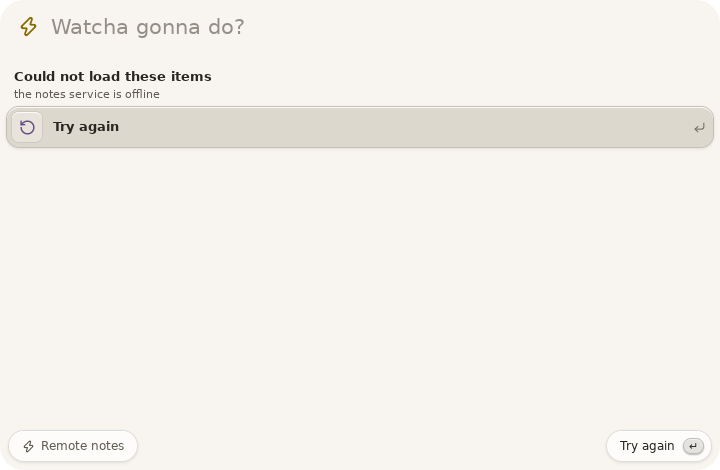 Watcha gonna do?
Could not load these items
the notes service is offline
Try again
Remote notes
Try again